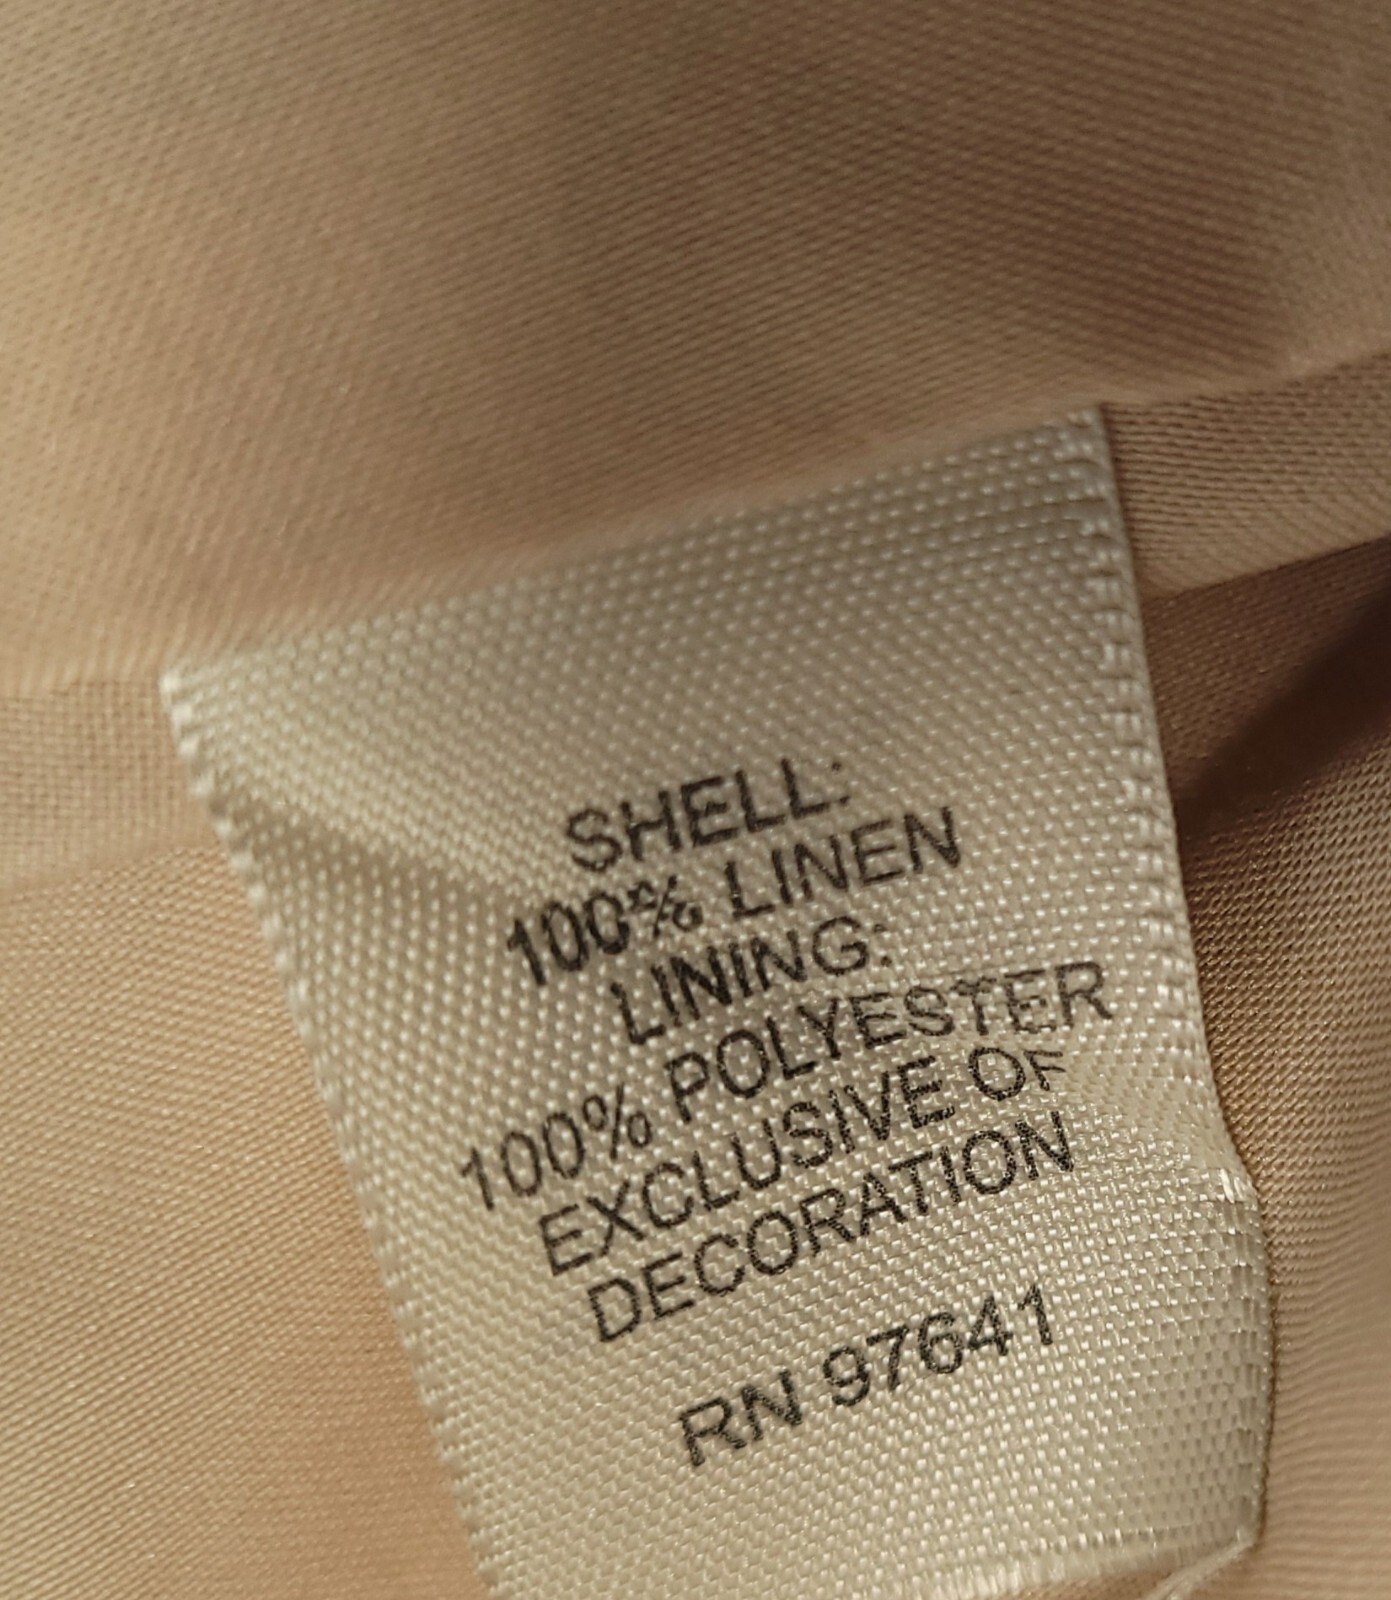 SHELL:
100% LINEN
LINING:
100% POLYESTER
EXCLUSIVE OF
DECORATION
RN 97641